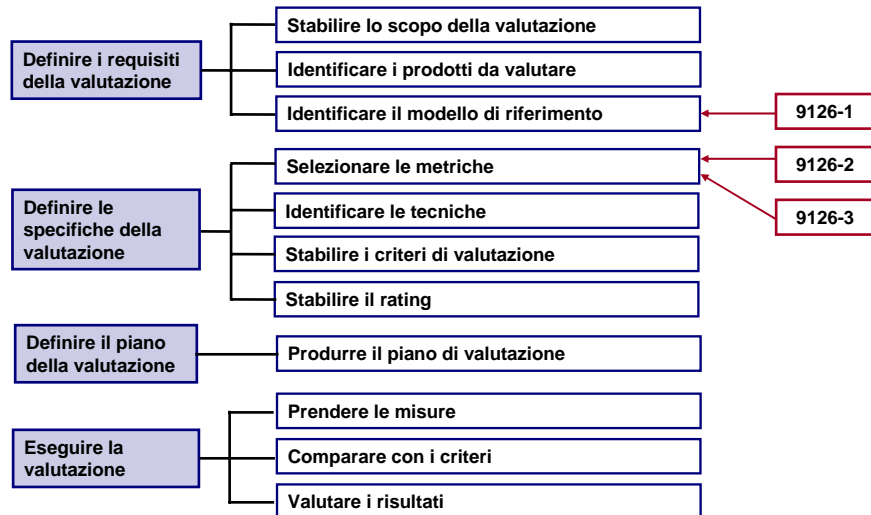 Stabilire lo scopo della valutazione
Definire i requisiti
della valutazione
Identificare i prodotti da valutare
Identificare il modello di riferimento
9126-1
Selezionare le metriche
9126-2
Definire le
specifiche della
valutazione
Identificare le tecniche
9126-3
Stabilire i criteri di valutazione
Stabilire il rating
Definire il piano
della valutazione
Produrre il piano di valutazione
Prendere le misure
Eseguire la
valutazione
Comparare con i criteri
Valutare i risultati